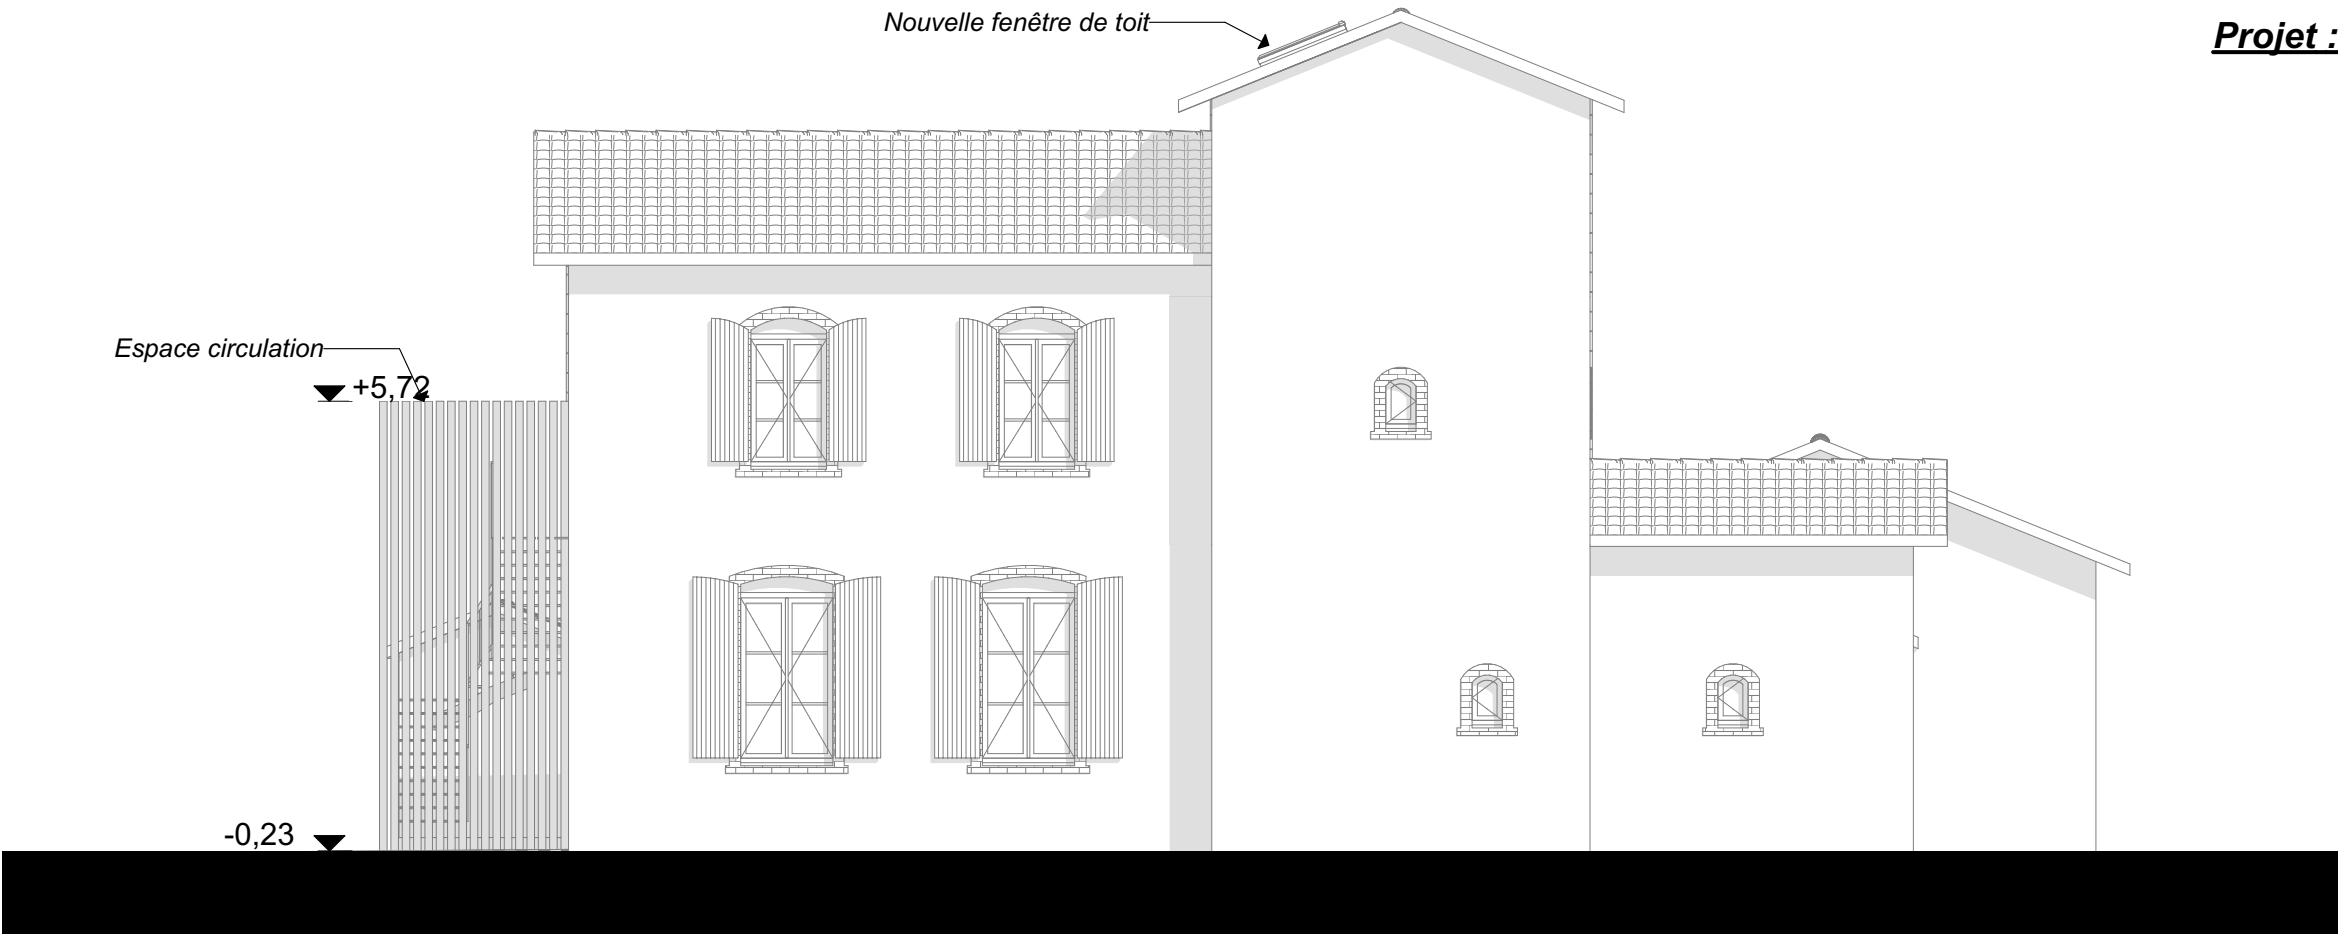 Nouvelle fenêtre de toit
Projet :
Espace circulation
+5,72
-0,23